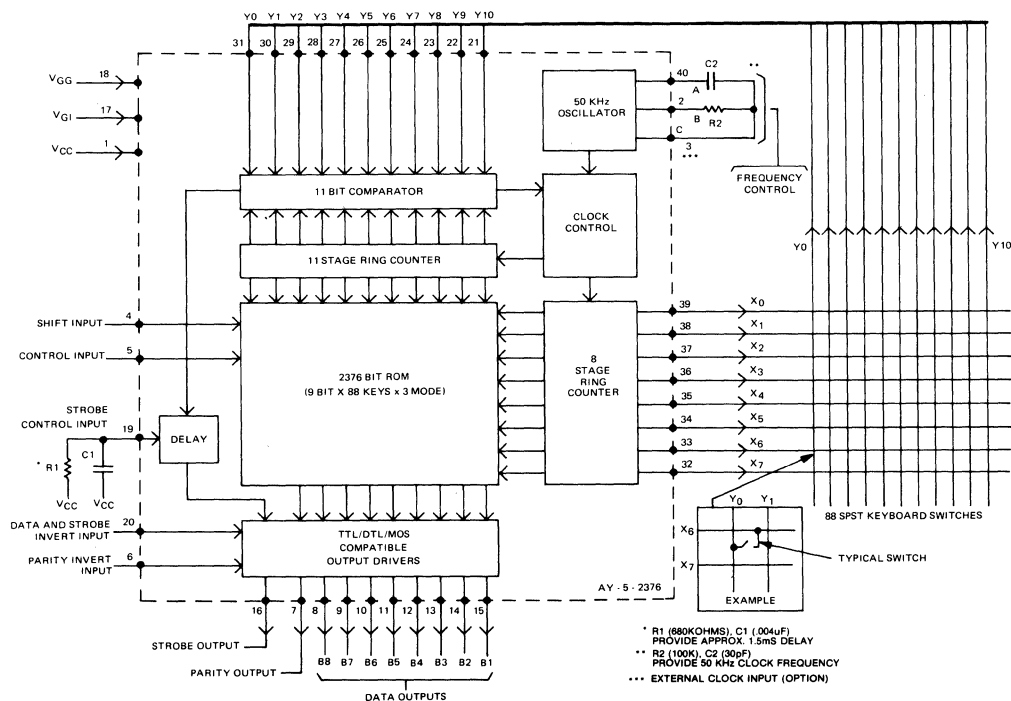 Y0 Y1 Y2 Y3 Y4 Y5 Y6 Y7 Y8 Y9 Y10
31 30 29 28 27 26 25 24 23 22 21
VGG 18
VGI 17
VCC 1
50 KHz
OSCILLATOR
40 C2 **
A
2
B R2
C
3
***
FREQUENCY
CONTROL
11 BIT COMPARATOR
CLOCK
CONTROL
11 STAGE RING COUNTER
Y0 Y10
SHIFT INPUT 4
CONTROL INPUT 5
2376 BIT ROM
(9 BIT X 88 KEYS x 3 MODE)
8
STAGE
RING
COUNTER
39 X0
38 X1
37 X2
36 X3
35 X4
34 X5
33 X6
32 X7
STROBE
CONTROL INPUT 19
DELAY
* R1 C1
VCC VCC
DATA AND STROBE
INVERT INPUT 20
PARITY INVERT
INPUT 6
TTL/DTL/MOS
COMPATIBLE
OUTPUT DRIVERS
AY - 5 - 2376
Y0 Y1
X6
X7
EXAMPLE
88 SPST KEYBOARD SWITCHES
TYPICAL SWITCH
16 7 8 9 10 11 12 13 14 15
STROBE OUTPUT
PARITY OUTPUT
B8 B7 B6 B5 B4 B3 B2 B1
DATA OUTPUTS
* R1 (680KOHMS), C1 (.004uF)
PROVIDE APPROX. 1.5mS DELAY
** R2 (100K), C2 (30pF)
PROVIDE 50 KHz CLOCK FREQUENCY
*** EXTERNAL CLOCK INPUT (OPTION)